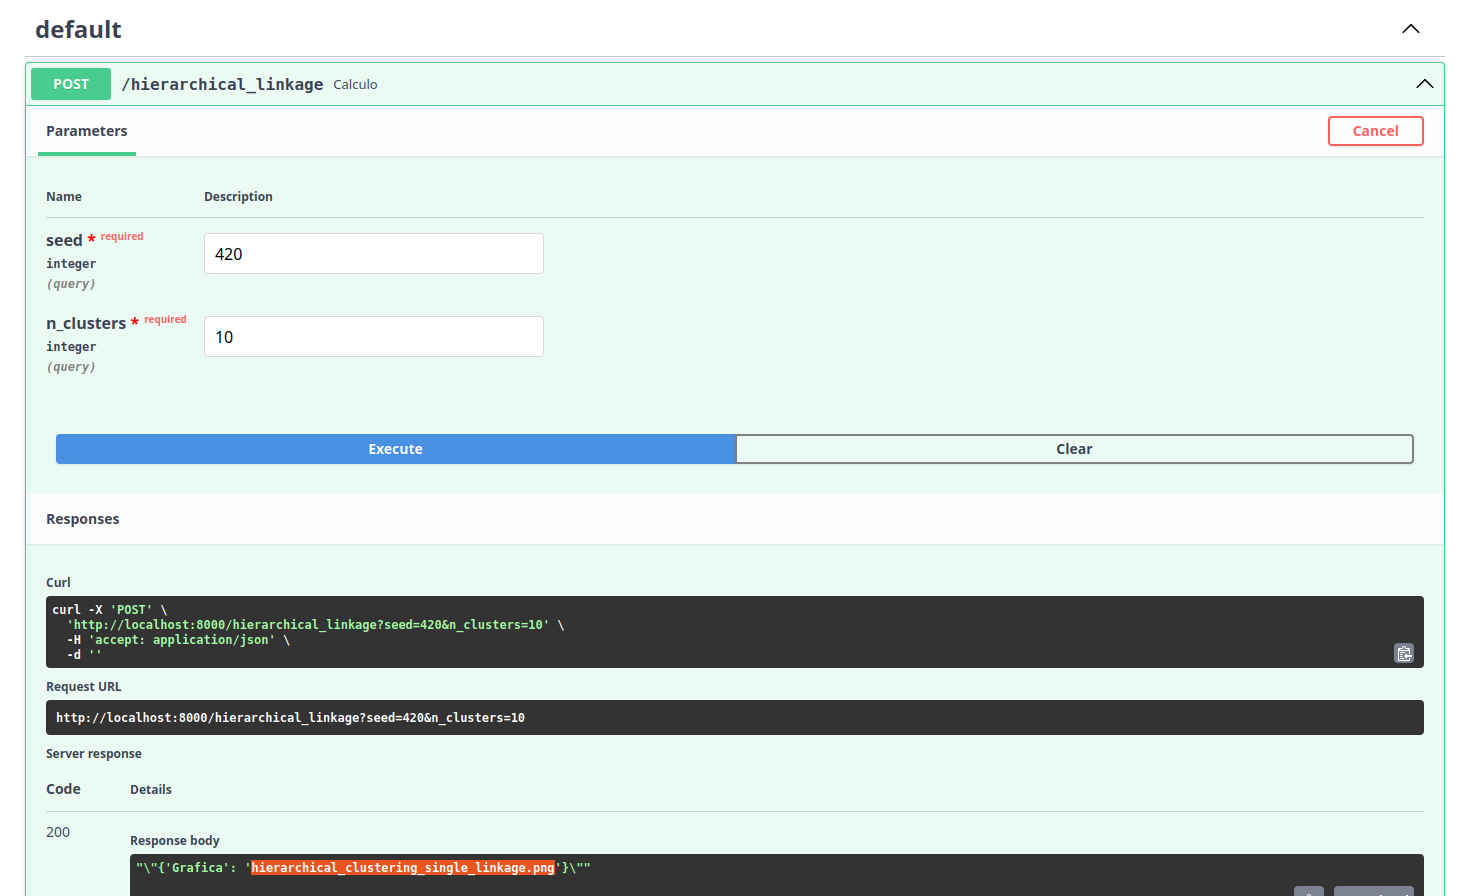 default
POST /hierarchical_linkage Calculo
Parameters
Cancel
Name Description
seed * required
integer
(query)
420
n_clusters * required
integer
(query)
10
Execute
Clear
Responses
Curl
curl -X 'POST' \
'http://localhost:8000/hierarchical_linkage?seed=420&n_clusters=10' \
-H 'accept: application/json' \
-d ''
Request URL
http://localhost:8000/hierarchical_linkage?seed=420&n_clusters=10
Server response
Code Details
200
Response body
"\"{'Grafica': 'hierarchical_clustering_single_linkage.png'}\""